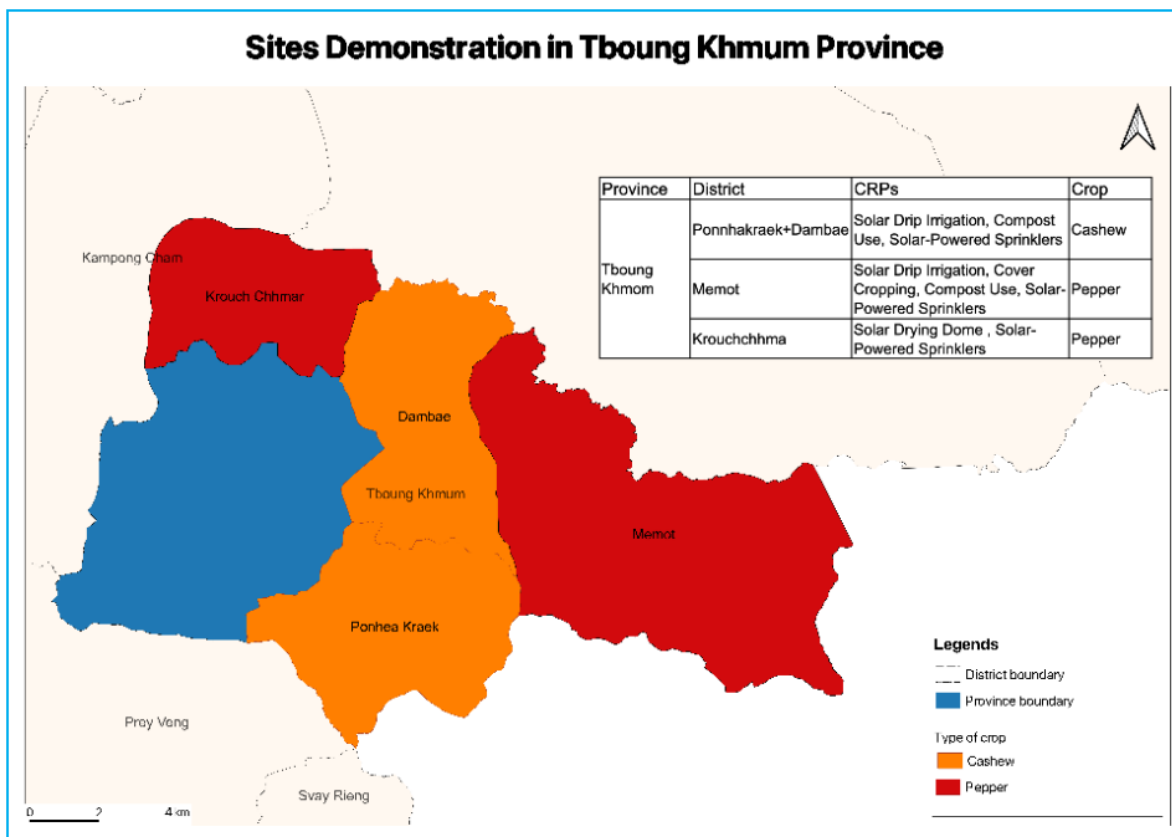 Sites Demonstration in Tboung Khmum Province
Province District CRPs Crop
Tboung
Khmom
Ponnhakraek+Dambae
Solar Drip Irrigation, Compost
Use, Solar-Powered Sprinklers
Cashew
Memot
Solar Drip Irrigation, Cover
Cropping, Compost Use, Solar-
Powered Sprinklers
Pepper
Krouchchhma
Solar Drying Dome , Solar-
Powered Sprinklers
Pepper
Kampong Cham
Krouch Chhmar
Dambae
Tboung Khmum
Memot
Ponhea Kraek
Prey Veng
Svay Rieng
Legends
District boundary
Province boundary
Type of crop
Cashew
Pepper
0 2 4 km